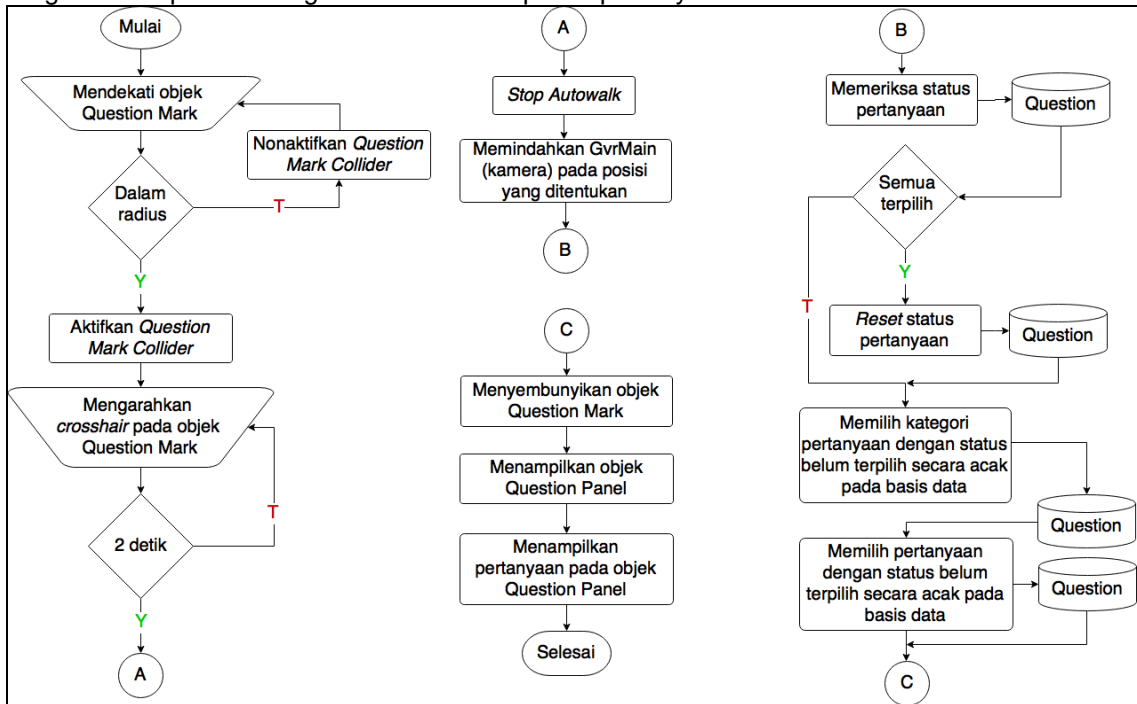 Mulai
Mendekati objek
Question Mark
Nonaktifkan Question
Mark Collider
Dalam
radius
T
Y
Aktifkan Question
Mark Collider
Mengarahkan
crosshair pada objek
Question Mark
T
2 detik
Y
A
A
Stop Autowalk
Memindahkan GvrMain
(kamera) pada posisi
yang ditentukan
B
C
Menyembunyikan objek
Question Mark
Menampilkan objek
Question Panel
Menampilkan
pertanyaan pada objek
Question Panel
Selesai
B
Memeriksa status
pertanyaan
Question
Semua
terpilih
Y
T
Reset status
pertanyaan
Question
Memilih kategori
pertanyaan dengan status
belum terpilih secara acak
pada basis data
Question
Memilih pertanyaan
dengan status belum
terpilih secara acak pada
basis data
Question
C